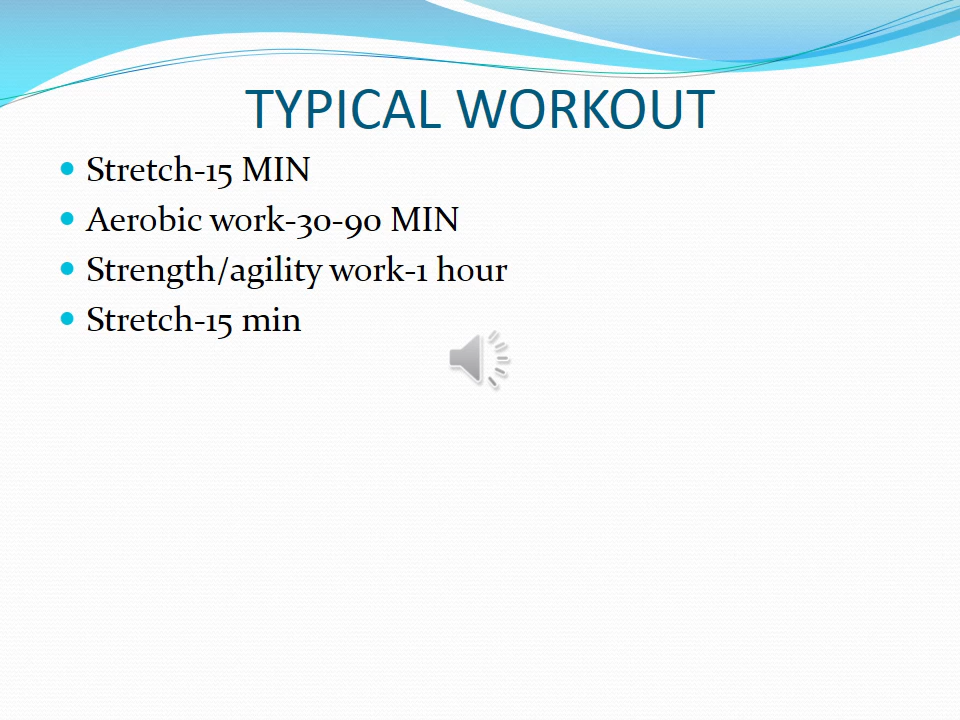 TYPICAL WORKOUT
Stretch-15 MIN
Aerobic work-30-90 MIN
Strength/agility work-1 hour
Stretch-15 min